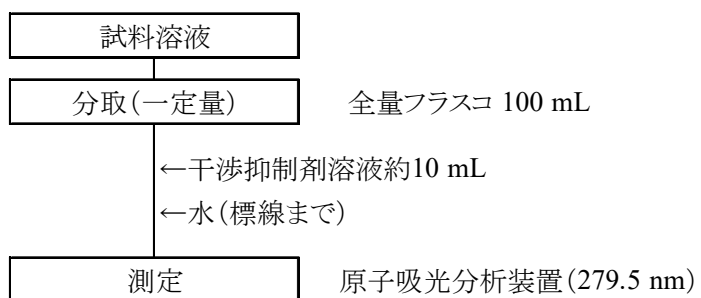 試料溶液
分取(一定量) 全量フラスコ 100 mL
←干渉抑制剤溶液約10 mL
←水(標線まで)
測定 原子吸光分析装置(279.5 nm)